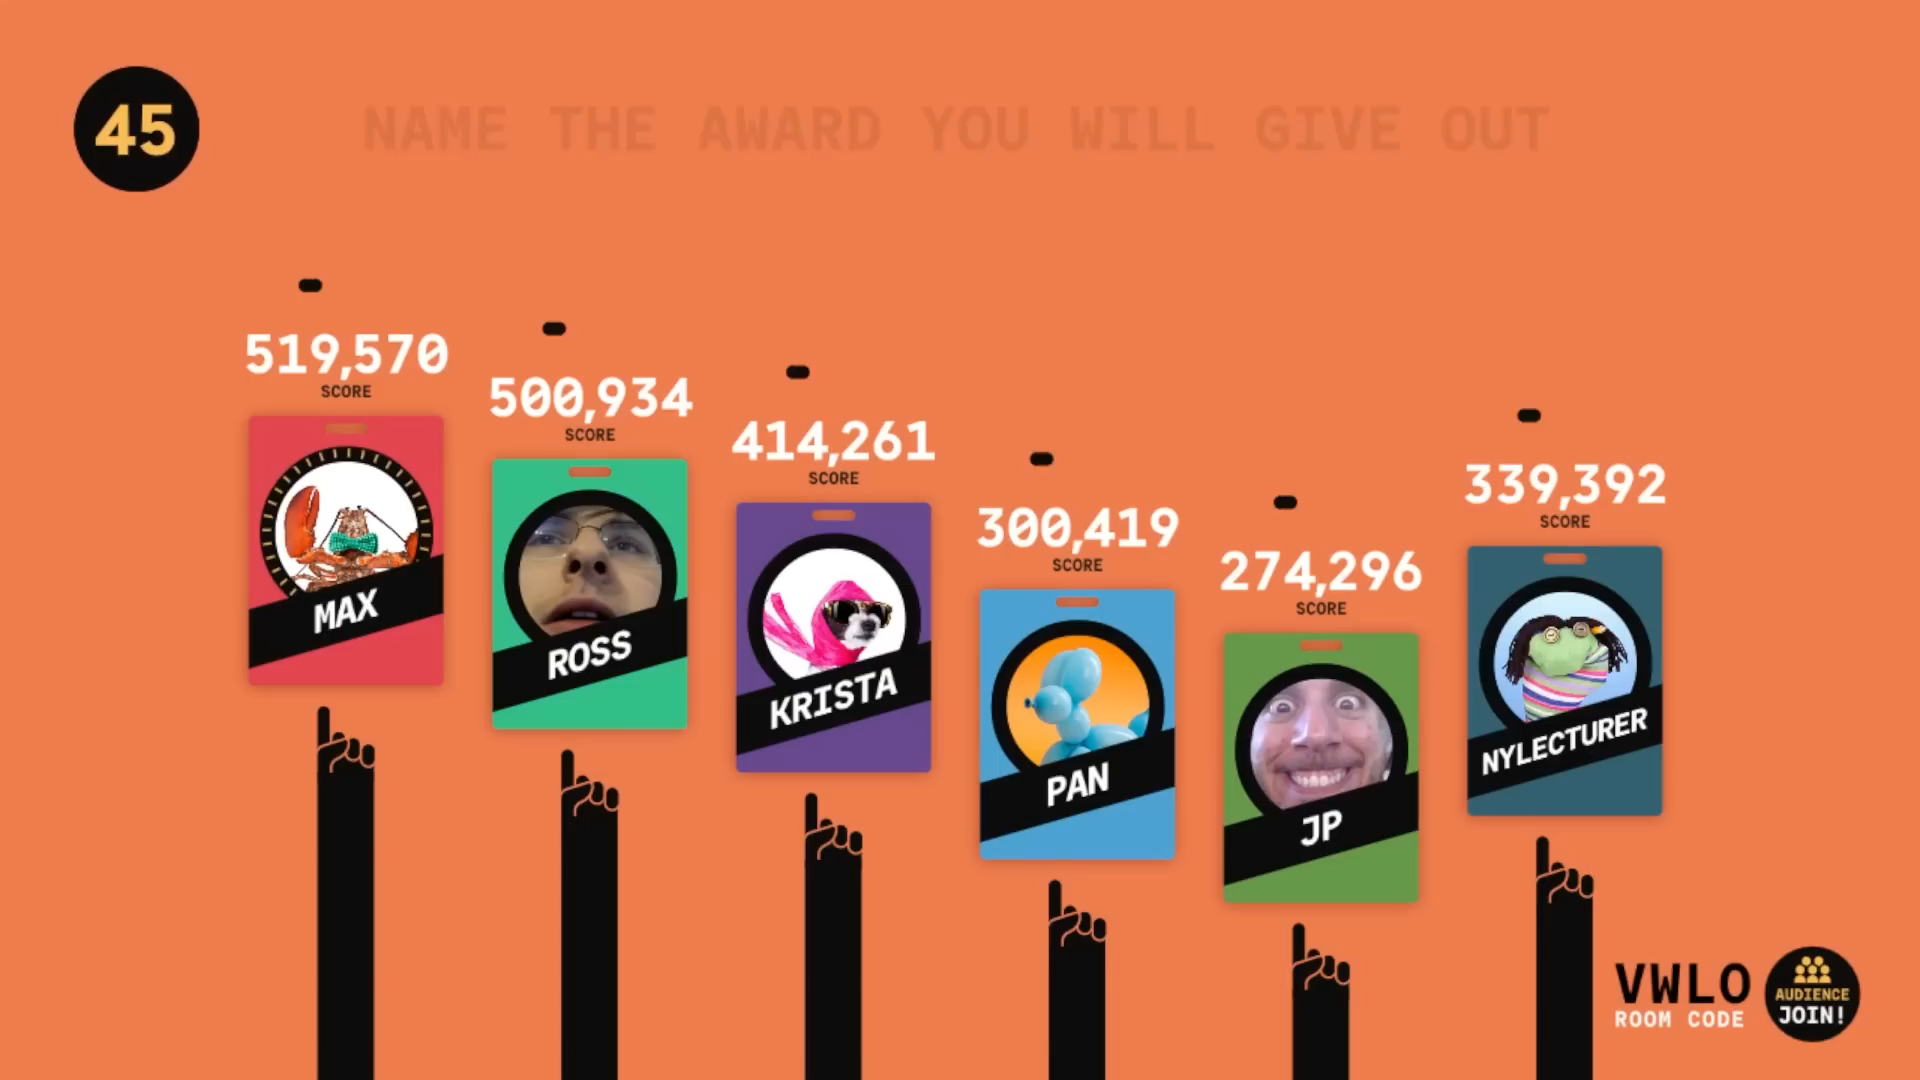 45
NAME THE AWARD YOU WILL GIVE OUT
519,570
SCORE
MAX
500,934
SCORE
ROSS
414,261
SCORE
KRISTA
300,419
SCORE
PAN
274,296
SCORE
JP
339,392
SCORE
NYLECTURER
VWLO
ROOM CODE
AUDIENCE
JOIN!